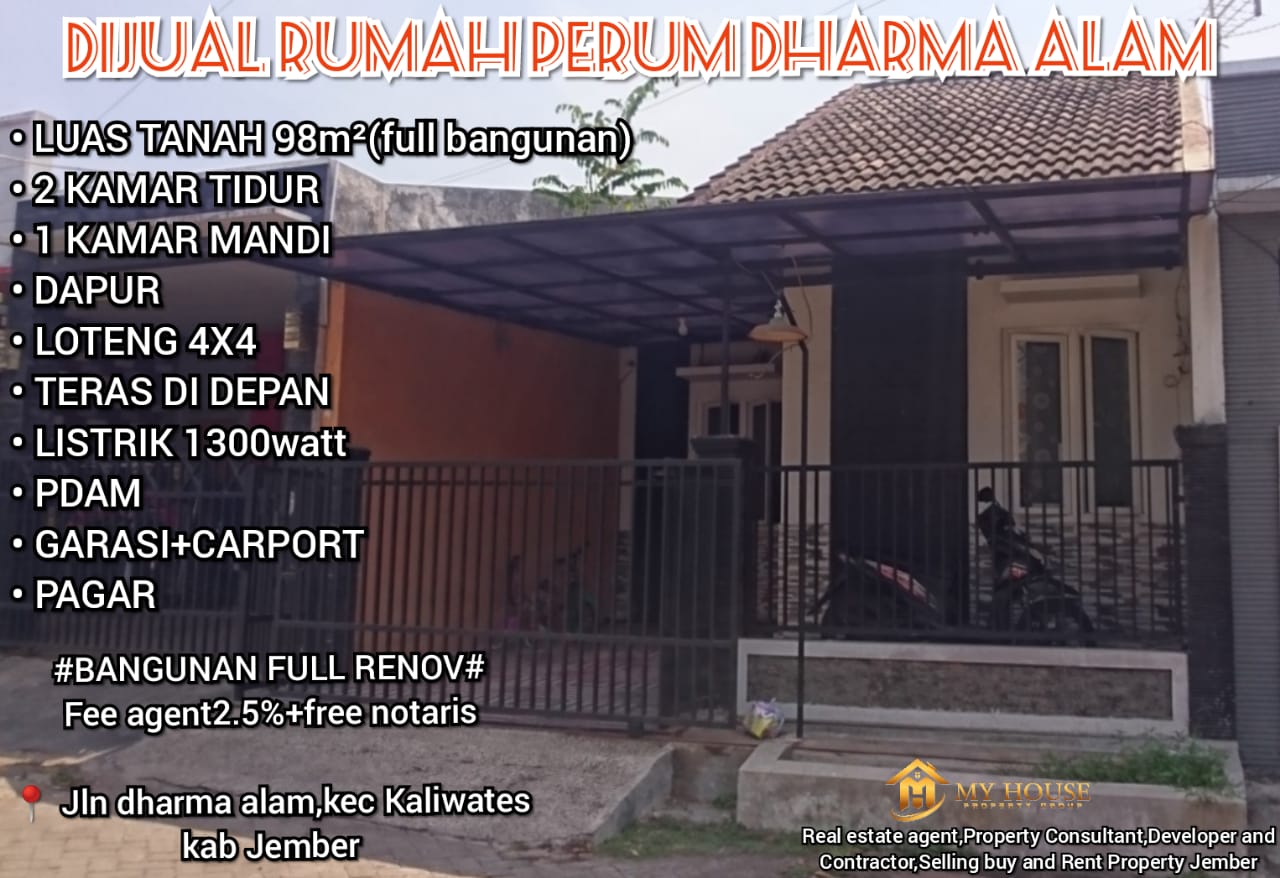 DIJUAL RUMAH PERUM DHARMA ALAM
• LUAS TANAH 98m²(full bangunan)
• 2 KAMAR TIDUR
• 1 KAMAR MANDI
• DAPUR
• LOTENG 4X4
• TERAS DI DEPAN
• LISTRIK 1300watt
• PDAM
• GARASI+CARPORT
• PAGAR
#BANGUNAN FULL RENOV#
Fee agent2.5%+free notaris
Jln dharma alam,kec Kaliwates
kab Jember
MY HOUSE
PROPERTY GROUP
Real estate agent,Property Consultant,Developer and
Contractor,Selling buy and Rent Property Jember